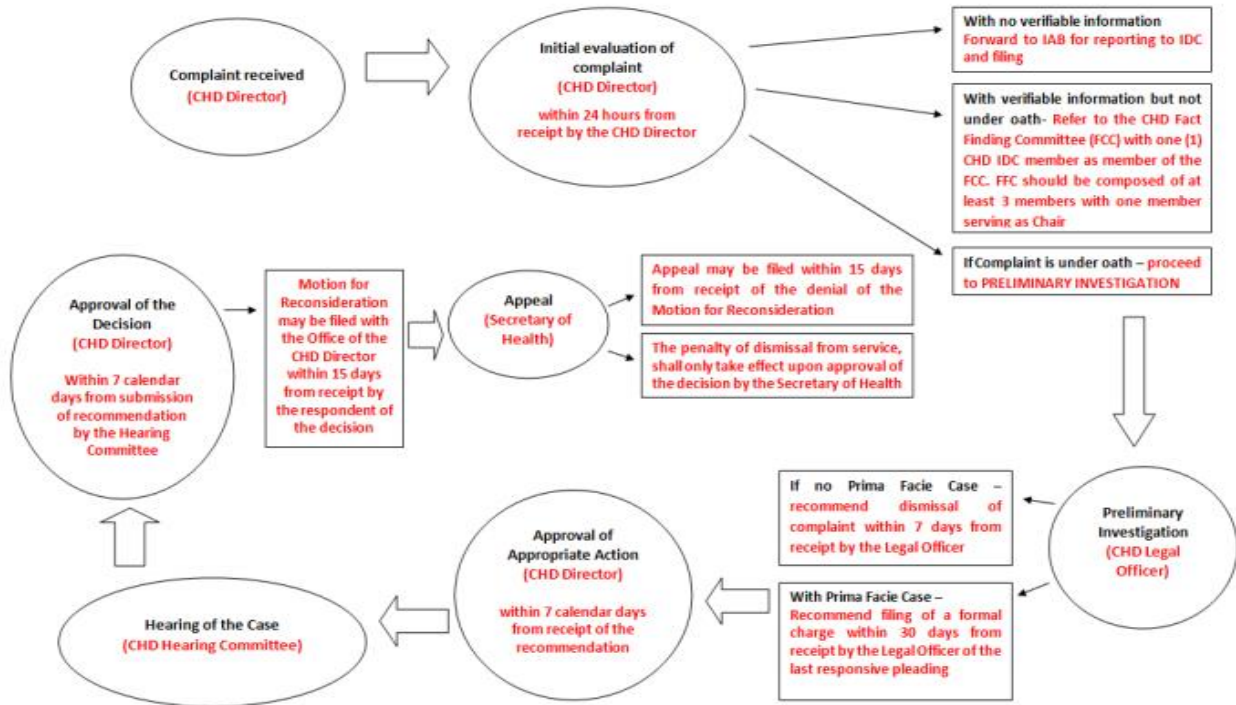 Complaint received
(CHD Director)
Initial evaluation of
complaint
(CHD Director)
within 24 hours from
receipt by the CHD Director
With no verifiable information
Forward to IAB for reporting to IDC
and filing
With verifiable information but not
under oath- Refer to the CHD Fact
Finding Committee (FCC) with one (1)
CHD IDC member as member of the
FCC. FFC should be composed of at
least 3 members with one member
serving as Chair
If Complaint is under oath – proceed
to PRELIMINARY INVESTIGATION
Approval of the
Decision
(CHD Director)
Within 7 calendar
days from submission
of recommendation
by the Hearing
Committee
Motion for
Reconsideration
may be filed with
the Office of the
CHD Director
within 15 days
from receipt by
the respondent of
the decision
Appeal
(Secretary of
Health)
Appeal may be filed within 15 days
from receipt of the denial of the
Motion for Reconsideration
The penalty of dismissal from service,
shall only take effect upon approval of
the decision by the Secretary of Health
Preliminary
Investigation
(CHD Legal
Officer)
If no Prima Facie Case –
recommend dismissal of
complaint within 7 days from
receipt by the Legal Officer
With Prima Facie Case –
Recommend filing of a formal
charge within 30 days from
receipt by the Legal Officer of the
last responsive pleading
Approval of
Appropriate Action
(CHD Director)
within 7 calendar days
from receipt of the
recommendation
Hearing of the Case
(CHD Hearing Committee)